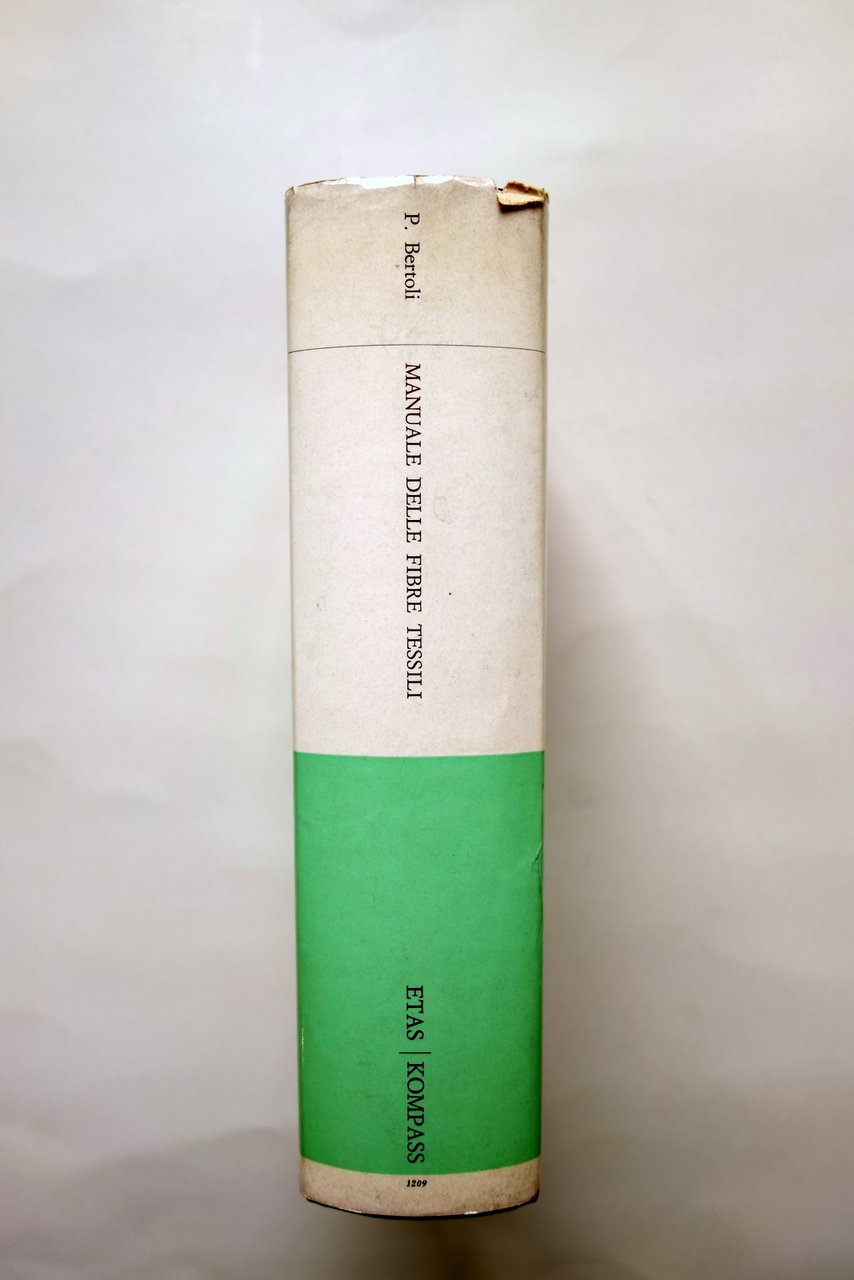 P. Bertoli
MANUALE DELLE FIBRE TESSILI
ETAS | KOMPASS
1209